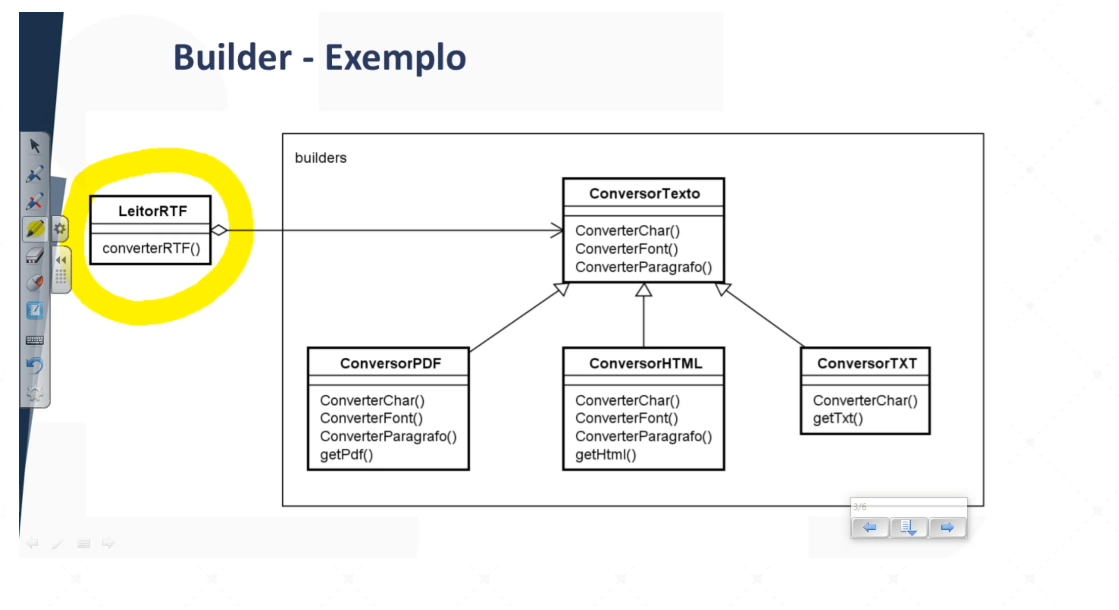 Builder - Exemplo
builders
LeitorRTF
converterRTF()
ConversorTexto
ConverterChar()
ConverterFont()
ConverterParagrafo()
ConversorPDF
ConverterChar()
ConverterFont()
ConverterParagrafo()
getPdf()
ConversorHTML
ConverterChar()
ConverterFont()
ConverterParagrafo()
getHtml()
ConversorTXT
ConverterChar()
getTxt()
3/6